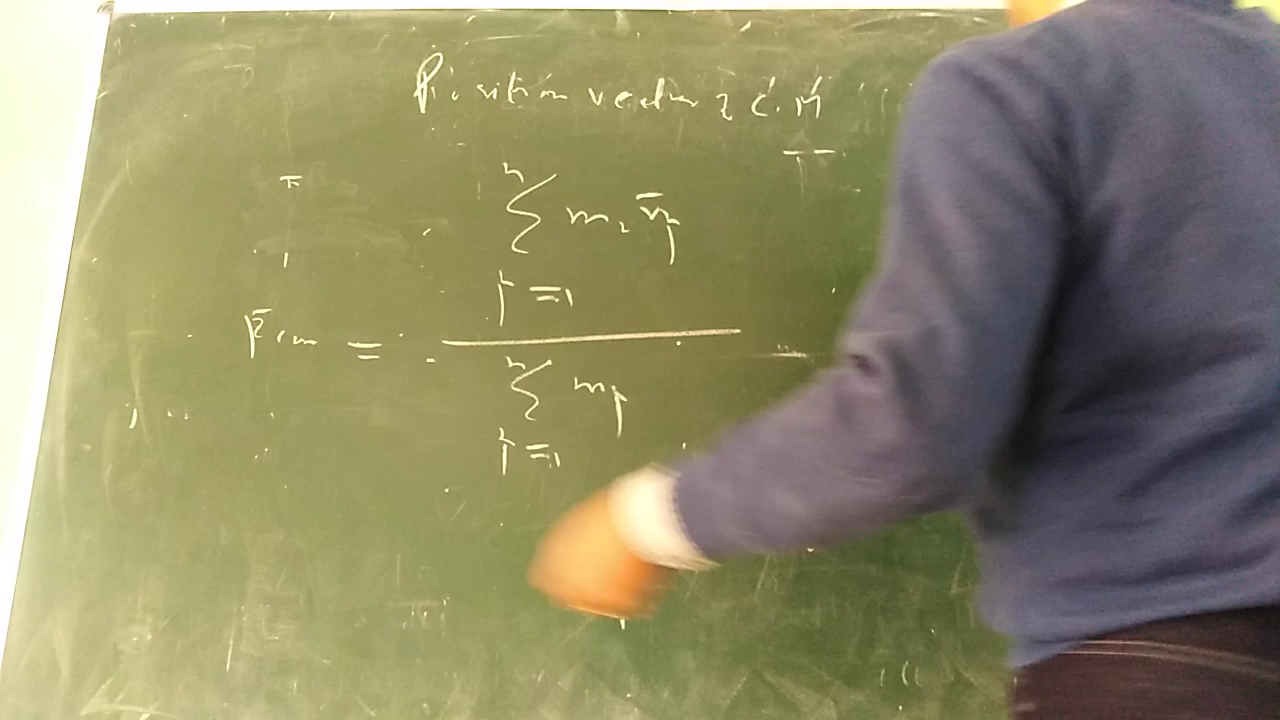 Position vector of C.M
n
∑ m_i r̄_i
i=1
r̄_cm =
n
∑ m_i
i=1